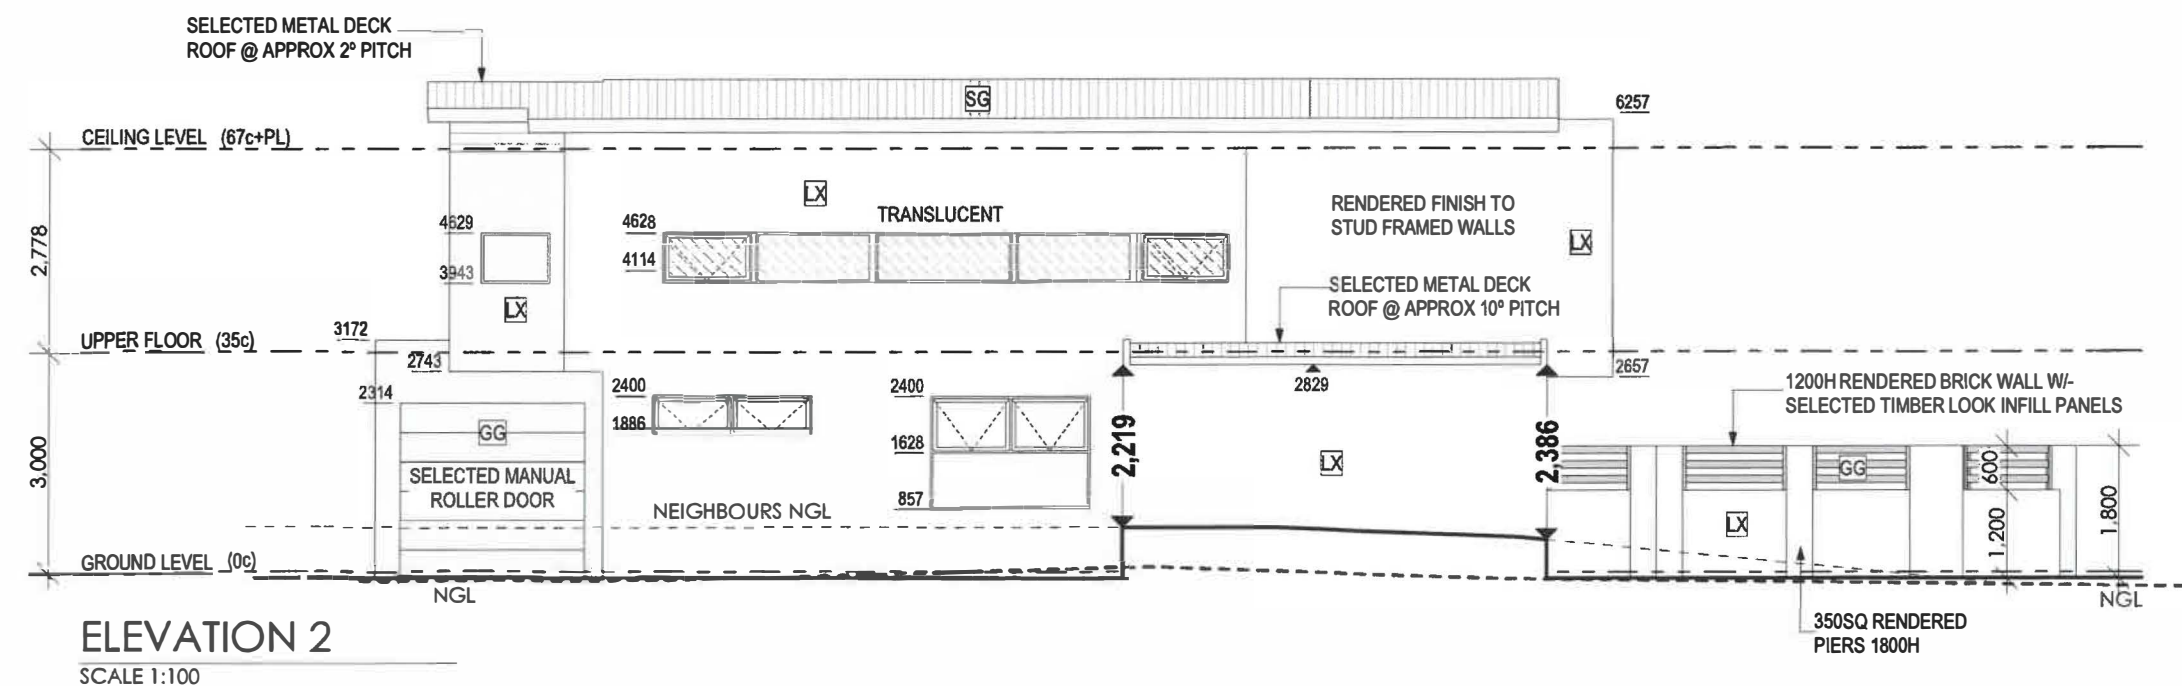 SELECTED METAL DECK
ROOF @ APPROX 2º PITCH
SG
6257
CEILING LEVEL (67c+PL)
LX
TRANSLUCENT
RENDERED FINISH TO
STUD FRAMED WALLS
LX
4629
4628
4114
3943
2,778
LX
SELECTED METAL DECK
ROOF @ APPROX 10º PITCH
3172
UPPER FLOOR (35c)
2743
2657
2829
2314
2400
2400
1886
1628
857
1200H RENDERED BRICK WALL W/-
SELECTED TIMBER LOOK INFILL PANELS
GG
SELECTED MANUAL
ROLLER DOOR
3,000
2,219
LX
2,386
GG
600
1,200
1,800
LX
NEIGHBOURS NGL
GROUND LEVEL (0c)
NGL
NGL
350SQ RENDERED
PIERS 1800H
ELEVATION 2
SCALE 1:100